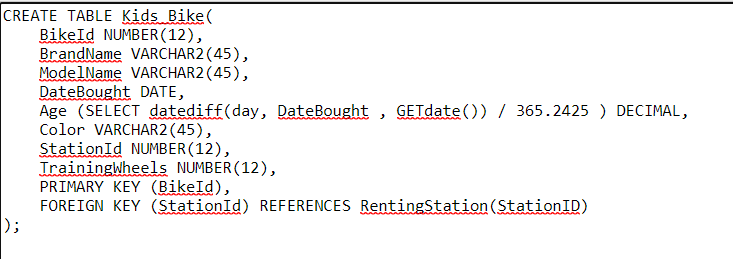 CREATE TABLE Kids_Bike(
BikeId NUMBER(12),
BrandName VARCHAR2(45),
ModelName VARCHAR2(45),
DateBought DATE,
Age (SELECT datediff(day, DateBought , GETdate()) / 365.2425 ) DECIMAL,
Color VARCHAR2(45),
StationId NUMBER(12),
TrainingWheels NUMBER(12),
PRIMARY KEY (BikeId),
FOREIGN KEY (StationId) REFERENCES RentingStation(StationID)
);